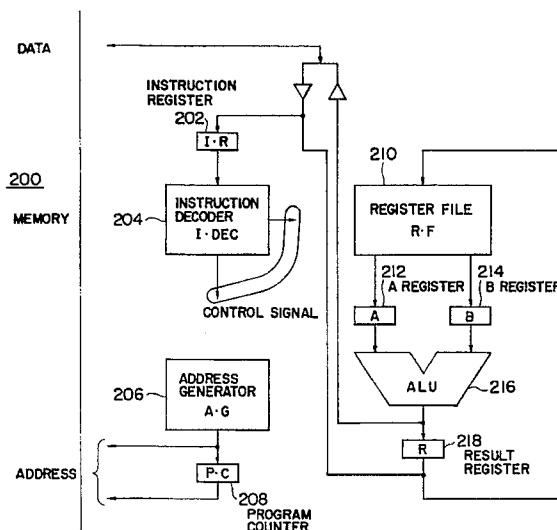 DATA
INSTRUCTION
REGISTER
202
I·R
210
200
MEMORY
204
INSTRUCTION
DECODER
I·DEC
REGISTER FILE
R·F
212
A REGISTER
214
B REGISTER
CONTROL SIGNAL
A
B
206
ADDRESS
GENERATOR
A·G
ALU
216
R
218
RESULT
REGISTER
ADDRESS
P·C
208
PROGRAM
COUNTER